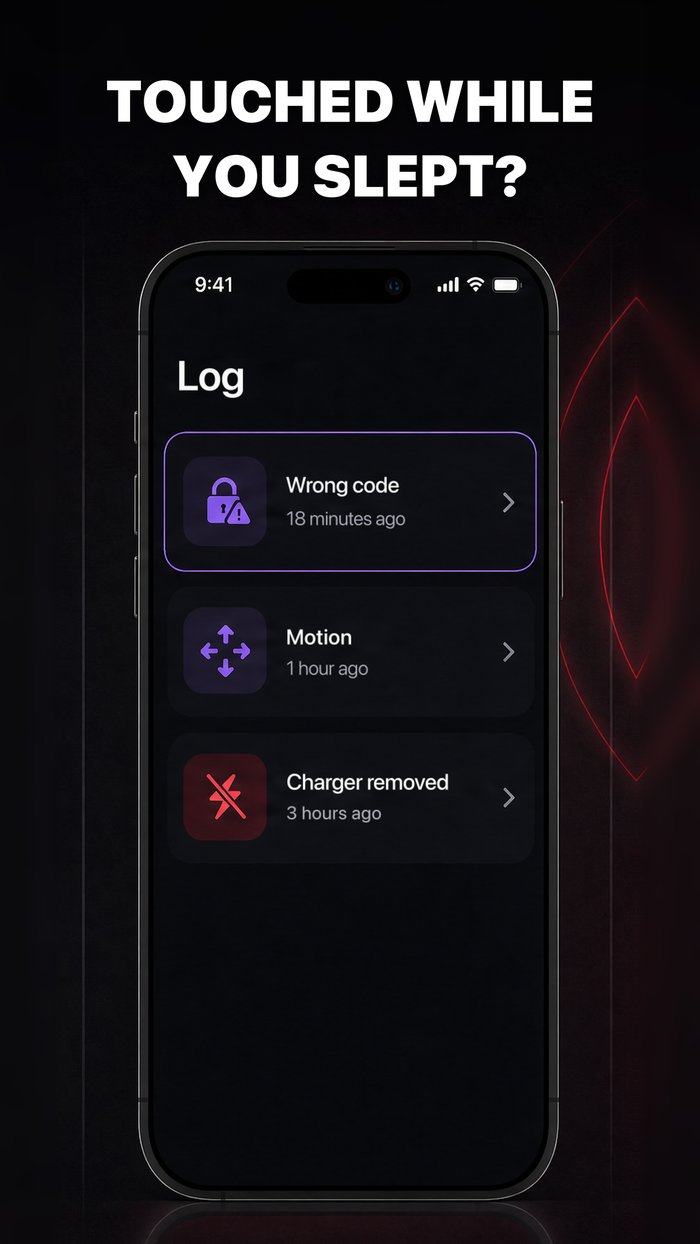 TOUCHED WHILE
YOU SLEPT?
9:41
Log
Wrong code
18 minutes ago
Motion
1 hour ago
Charger removed
3 hours ago